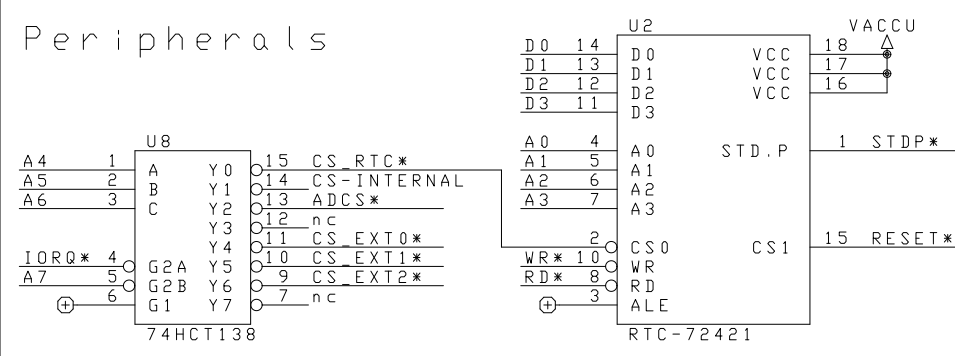 Peripherals
U8
A4 1 A Y0 15 CS_RTC*
A5 2 B Y1 14 CS-INTERNAL
A6 3 C Y2 13 ADCS*
Y3 12 nc
Y4 11 CS_EXT0*
IORQ* 4 G2A Y5 10 CS_EXT1*
A7 5 G2B Y6 9 CS_EXT2*
6 G1 Y7 7 nc
74HCT138
U2
VACCU
D0 14 D0 VCC 18
D1 13 D1 VCC 17
D2 12 D2 VCC 16
D3 11 D3
A0 4 A0 STD.P 1 STDP*
A1 5 A1
A2 6 A2
A3 7 A3
2 CS0 CS1 15 RESET*
WR* 10 WR
RD* 8 RD
3 ALE
RTC-72421